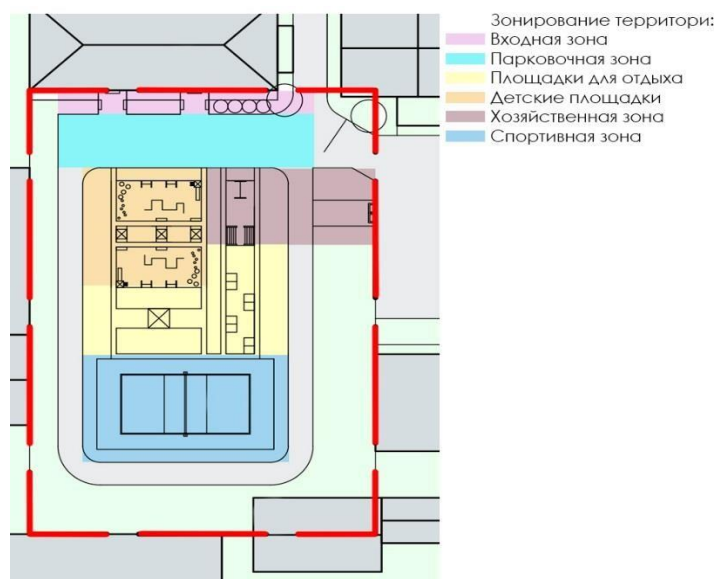 Зонирование территори:
Входная зона
Парковочная зона
Площадки для отдыха
Детские площадки
Хозяйственная зона
Спортивная зона